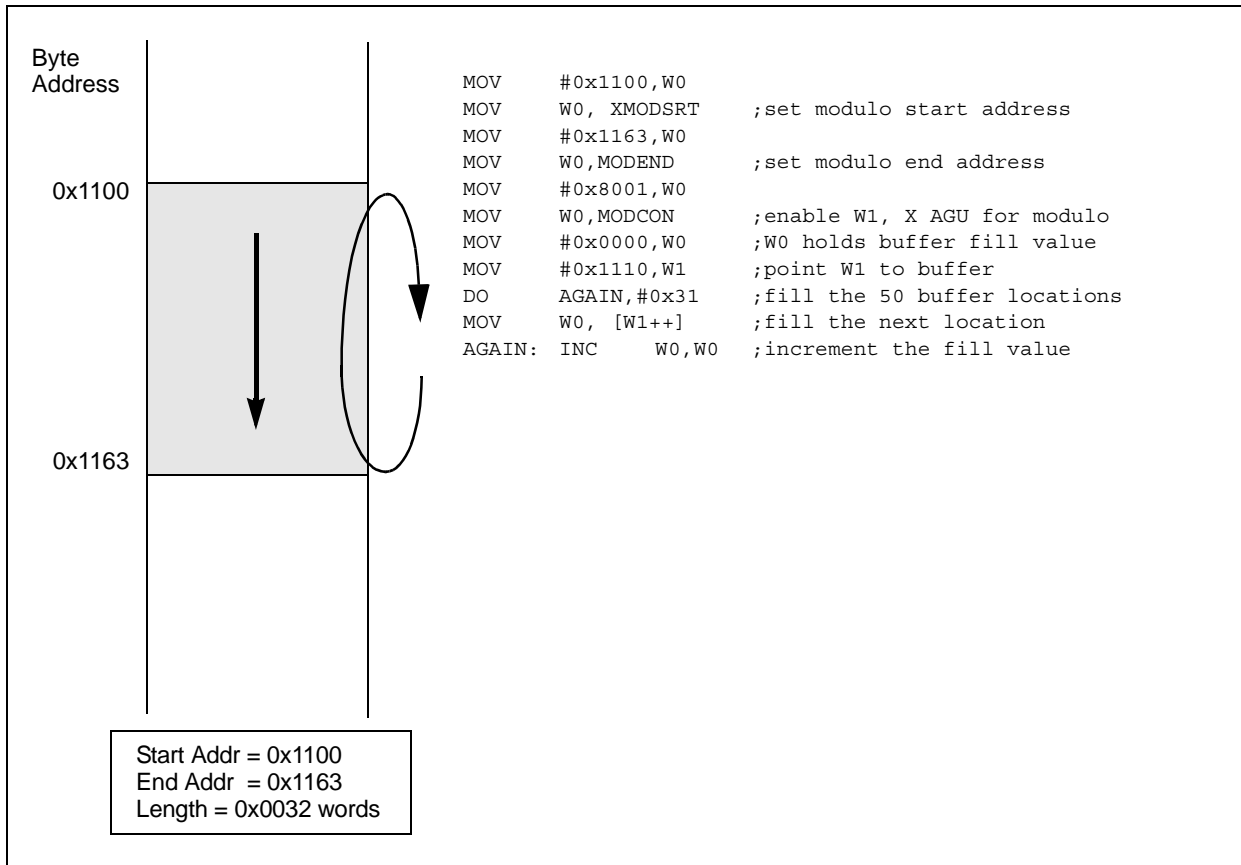 Byte
Address
0x1100
0x1163
MOV #0x1100,W0
MOV W0, XMODSRT ;set modulo start address
MOV #0x1163,W0
MOV W0,MODEND ;set modulo end address
MOV #0x8001,W0
MOV W0,MODCON ;enable W1, X AGU for modulo
MOV #0x0000,W0 ;W0 holds buffer fill value
MOV #0x1110,W1 ;point W1 to buffer
DO AGAIN,#0x31 ;fill the 50 buffer locations
MOV W0, [W1++] ;fill the next location
AGAIN: INC W0,W0 ;increment the fill value
Start Addr = 0x1100
End Addr = 0x1163
Length = 0x0032 words